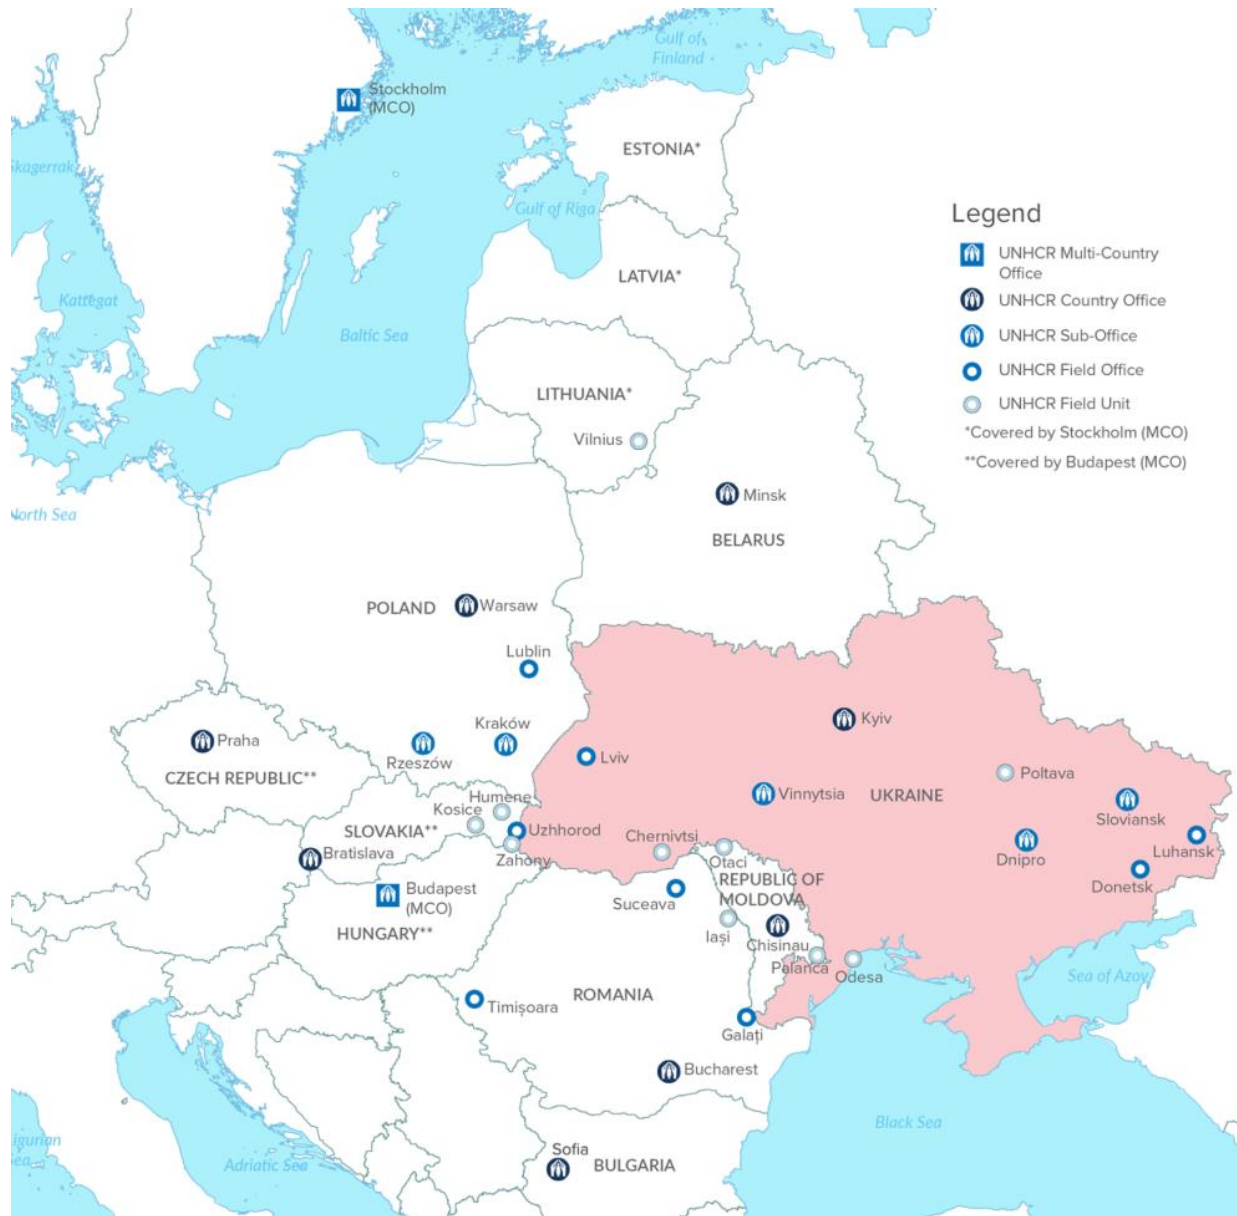 Gulf of
Finland
Stockholm
(MCO)
ESTONIA*
Skagerrak
Gulf of Riga
Legend
UNHCR Multi-Country
Office
LATVIA*
Kattegat
UNHCR Country Office
Baltic Sea
UNHCR Sub-Office
UNHCR Field Office
LITHUANIA*
UNHCR Field Unit
Vilnius
*Covered by Stockholm (MCO)
**Covered by Budapest (MCO)
Minsk
North Sea
BELARUS
POLAND
Warsaw
Lublin
Kraków
Kyiv
Praha
Rzeszów
Lviv
CZECH REPUBLIC**
Poltava
Humene
Vinnytsia
UKRAINE
Kosice
Sloviansk
SLOVAKIA**
Uzhhorod
Chernivtsi
Bratislava
Zahony
Otaci
Dnipro
Luhansk
REPUBLIC OF
MOLDOVA
Donetsk
Budapest
(MCO)
Suceava
HUNGARY**
Iași
Chisinau
Palanca
Odesa
Sea of Azov
ROMANIA
Timișoara
Galați
Bucharest
Black Sea
Sofia
BULGARIA
Adriatic Sea
igurian
ea